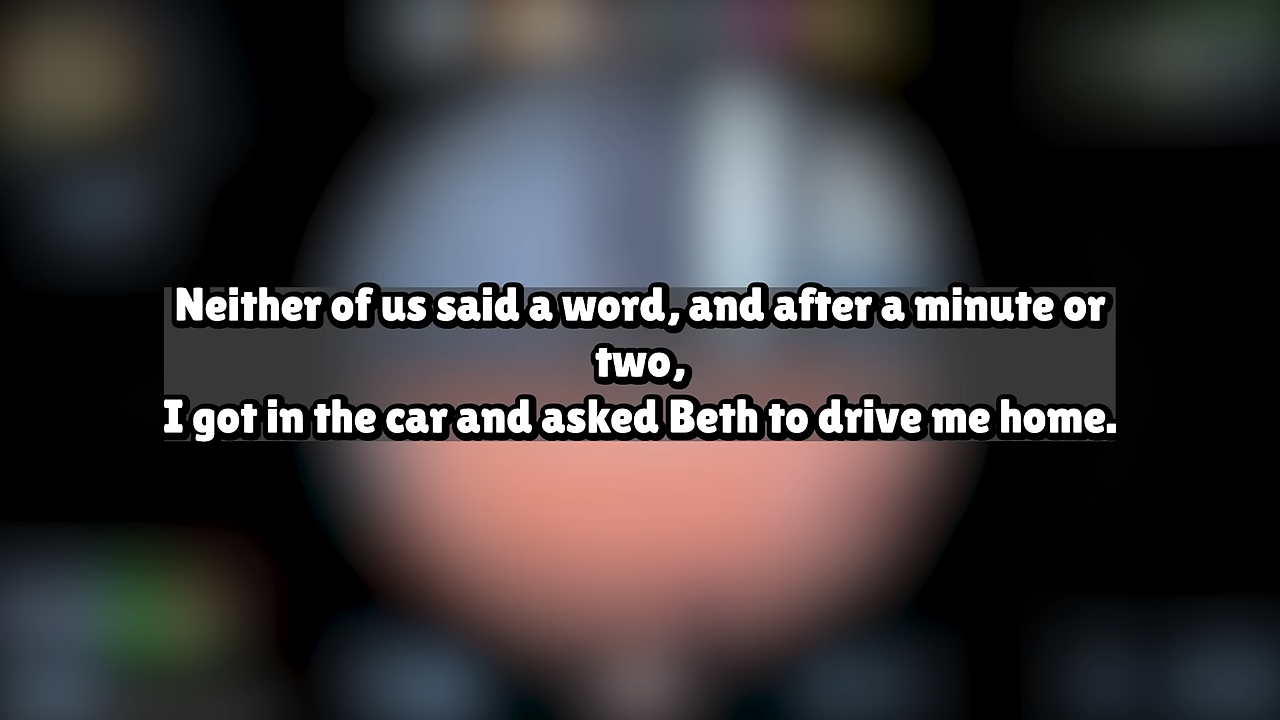 Neither of us said a word, and after a minute or
two,
I got in the car and asked Beth to drive me home.